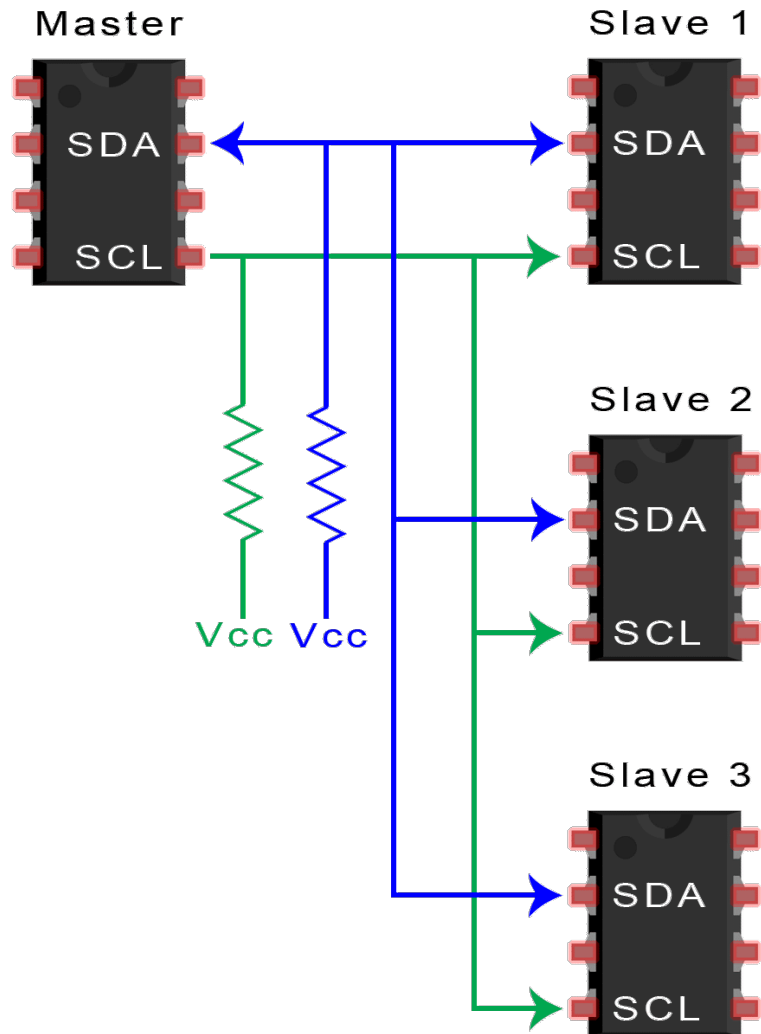 Master
Slave 1
SDA
SDA
SCL
SCL
Slave 2
SDA
Vcc
Vcc
SCL
Slave 3
SDA
SCL